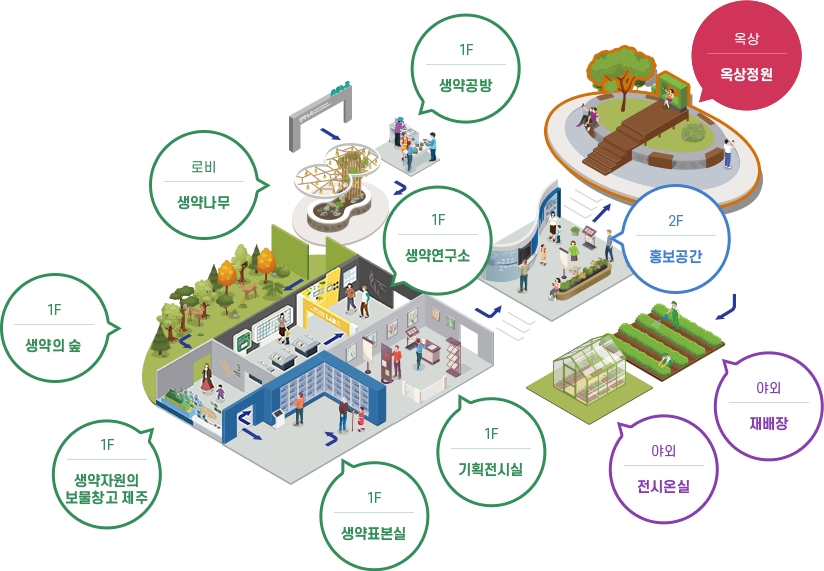 1F
생약공방
옥상
옥상정원
로비
생약나무
1F
생약연구소
2F
홍보공간
1F
생약의 숲
야외
재배장
1F
생약자원의
보물창고 제주
1F
기획전시실
야외
전시온실
1F
생약표본실